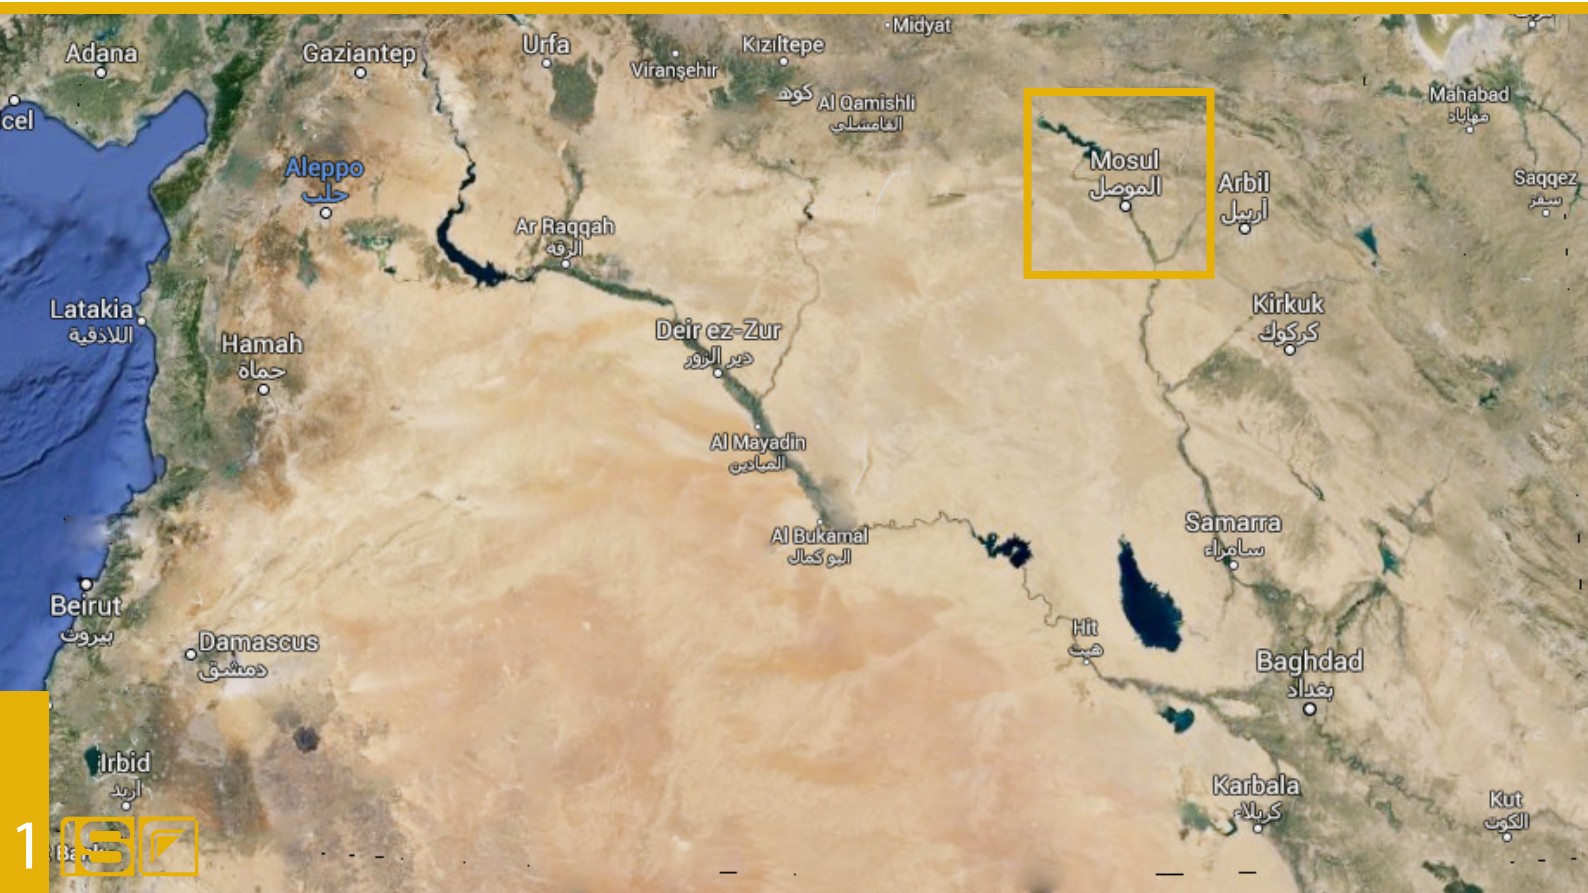 Midyat
Adana
Gaziantep
Urfa
Kızıltepe
Viranşehir
کوهـ
Al Qamishli
القامشلي
Mahabad
مهاباد
cel
Aleppo
حلب
Mosul
الموصل
Arbil
أربيل
Saqqez
سقز
Ar Raqqah
الرقه
Latakia
اللاذقية
Hamah
حماة
Deir ez-Zur
دير الزور
Kirkuk
كركوك
Al Mayadin
الميادين
Al Bukamal
البو كمال
Samarra
سامراء
Beirut
بيروت
Damascus
دمشق
Hit
هيت
Baghdad
بغداد
Irbid
اربد
Karbala
كربلاء
Kut
الكوت
1